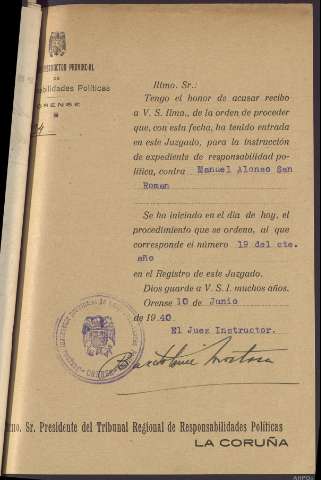 INSTRUCTOR PROVINCIAL
DE
Responsabilidades Políticas
ORENSE
Iltmo. Sr.:
Tengo el honor de acusar recibo
a V. S. Ilma., de la orden de proceder
que, con esta fecha, ha tenido entrada
en este Juzgado, para la instrucción
de expediente de responsabilidad po-
lítica, contra Manuel Alonso San
Roman
Se ha iniciado en el día de hoy, el
procedimiento que se ordena, al que
corresponde el número 19 del cte.
año
en el Registro de este Juzgado.
Dios guarde a V. S. I. muchos años.
Orense 10 de Junio
de 1940
El Juez Instructor.
tmo. Sr. Presidente del Tribunal Regional de Responsabilidades Políticas
LA CORUÑA